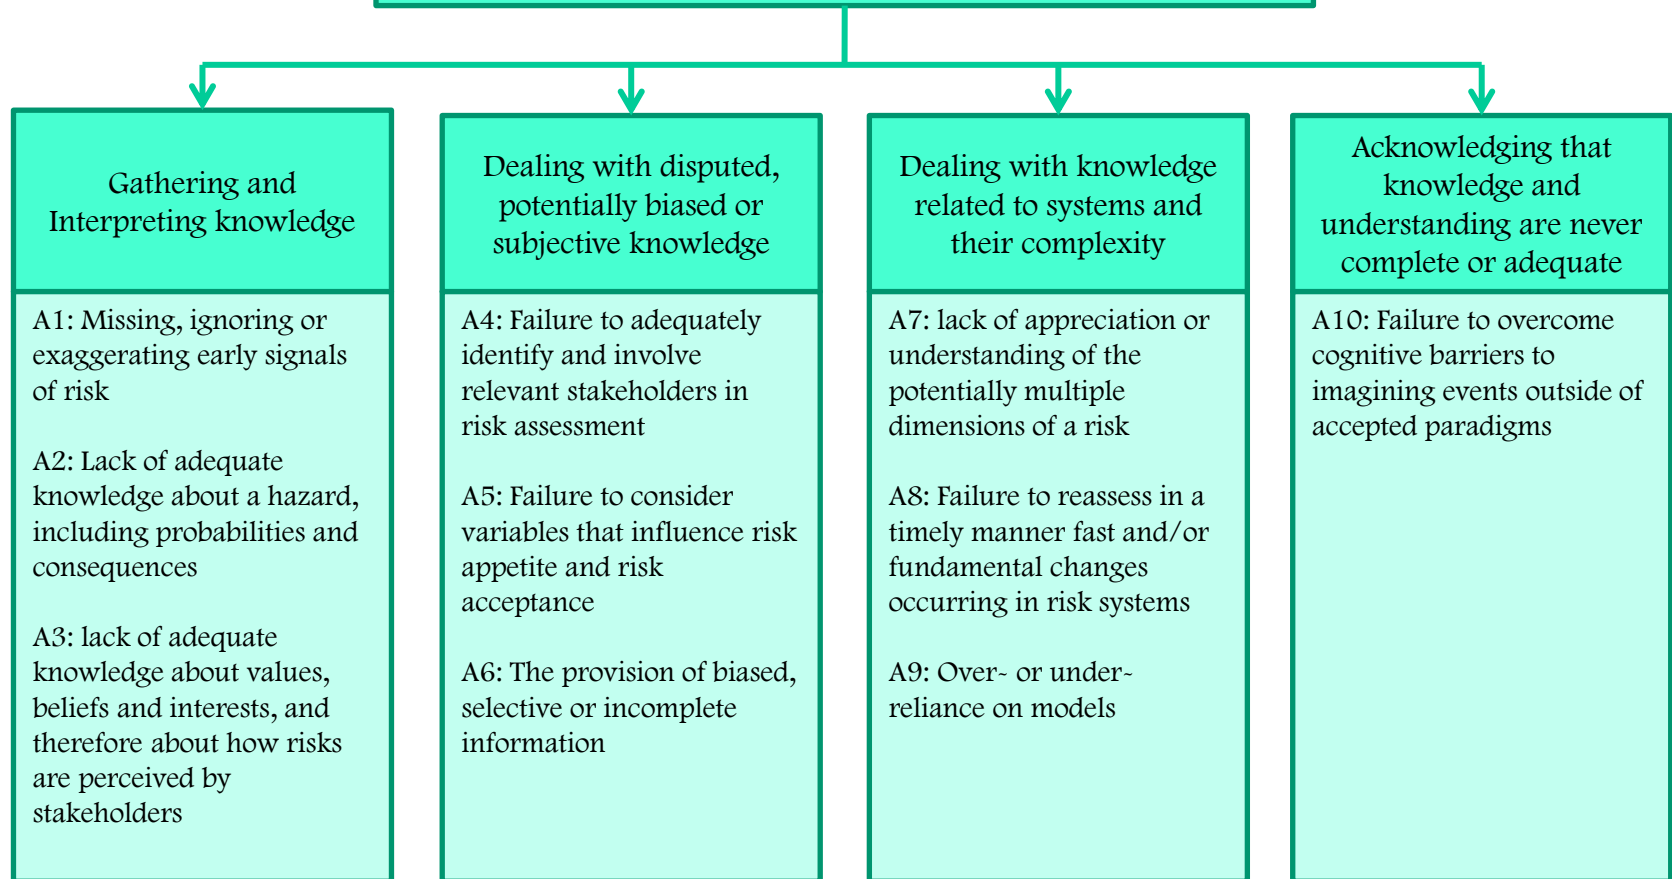 Gathering and
Interpreting knowledge
A1: Missing, ignoring or
exaggerating early signals
of risk
A2: Lack of adequate
knowledge about a hazard,
including probabilities and
consequences
A3: lack of adequate
knowledge about values,
beliefs and interests, and
therefore about how risks
are perceived by
stakeholders
Dealing with disputed,
potentially biased or
subjective knowledge
A4: Failure to adequately
identify and involve
relevant stakeholders in
risk assessment
A5: Failure to consider
variables that influence risk
appetite and risk
acceptance
A6: The provision of biased,
selective or incomplete
information
Dealing with knowledge
related to systems and
their complexity
A7: lack of appreciation or
understanding of the
potentially multiple
dimensions of a risk
A8: Failure to reassess in a
timely manner fast and/or
fundamental changes
occurring in risk systems
A9: Over- or under-
reliance on models
Acknowledging that
knowledge and
understanding are never
complete or adequate
A10: Failure to overcome
cognitive barriers to
imagining events outside of
accepted paradigms